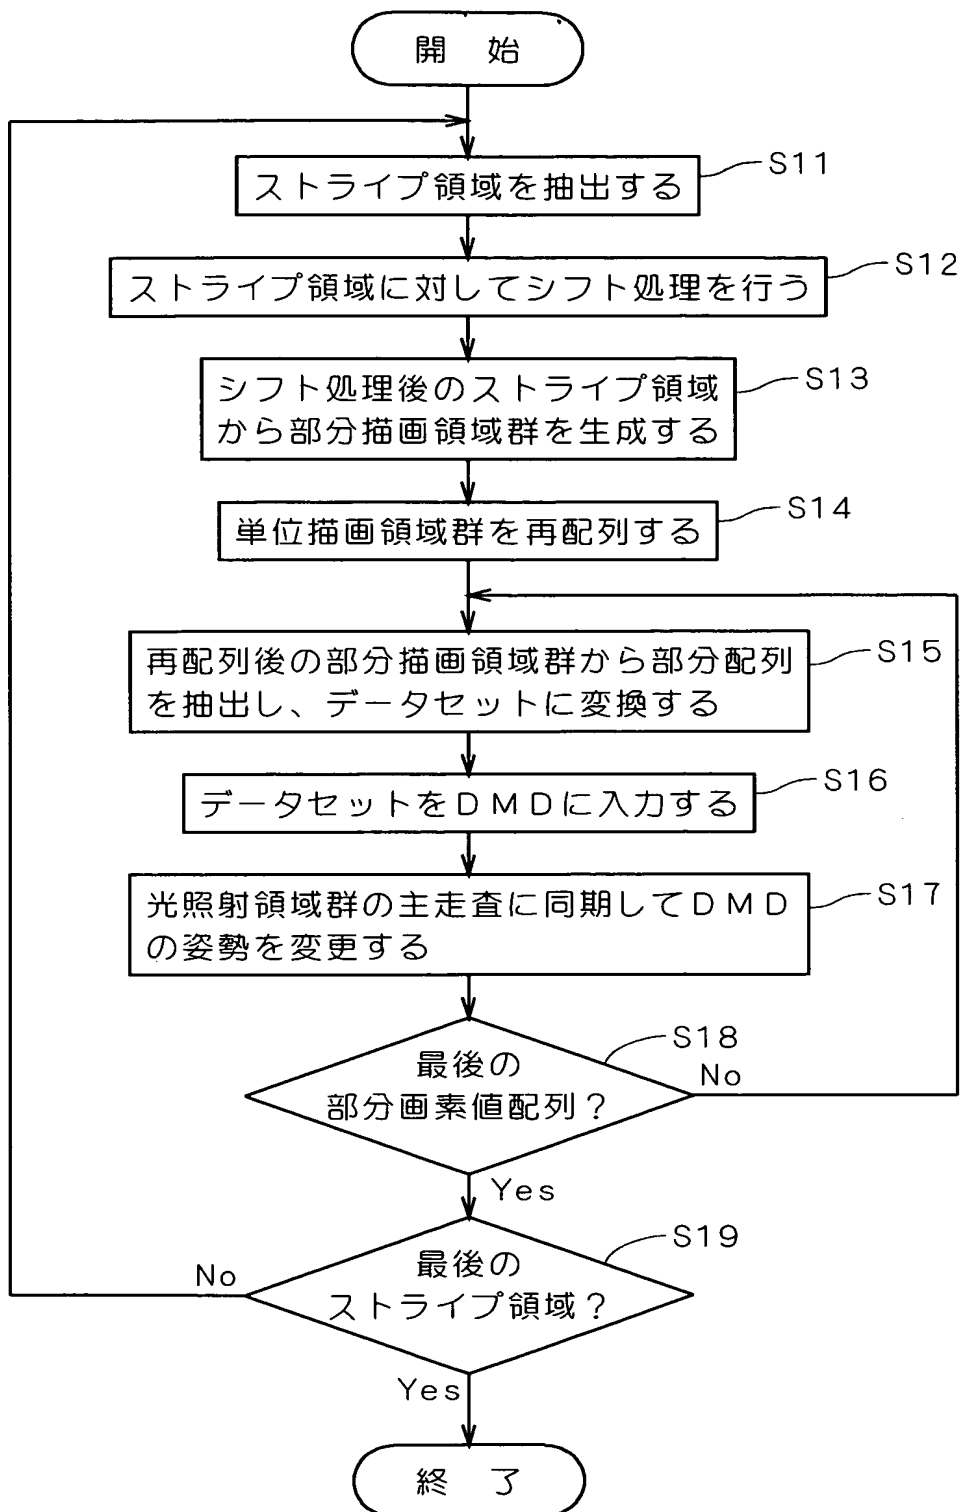 開 始
ストライプ領域を抽出する
S11
ストライプ領域に対してシフト処理を行う
S12
シフト処理後のストライプ領域
から部分描画領域群を生成する
S13
単位描画領域群を再配列する
S14
再配列後の部分描画領域群から部分配列
を抽出し、データセットに変換する
S15
データセットをDMDに入力する
S16
光照射領域群の主走査に同期してDMD
の姿勢を変更する
S17
最後の
部分画素値配列?
S18
No
Yes
最後の
ストライプ領域?
S19
No
Yes
終 了